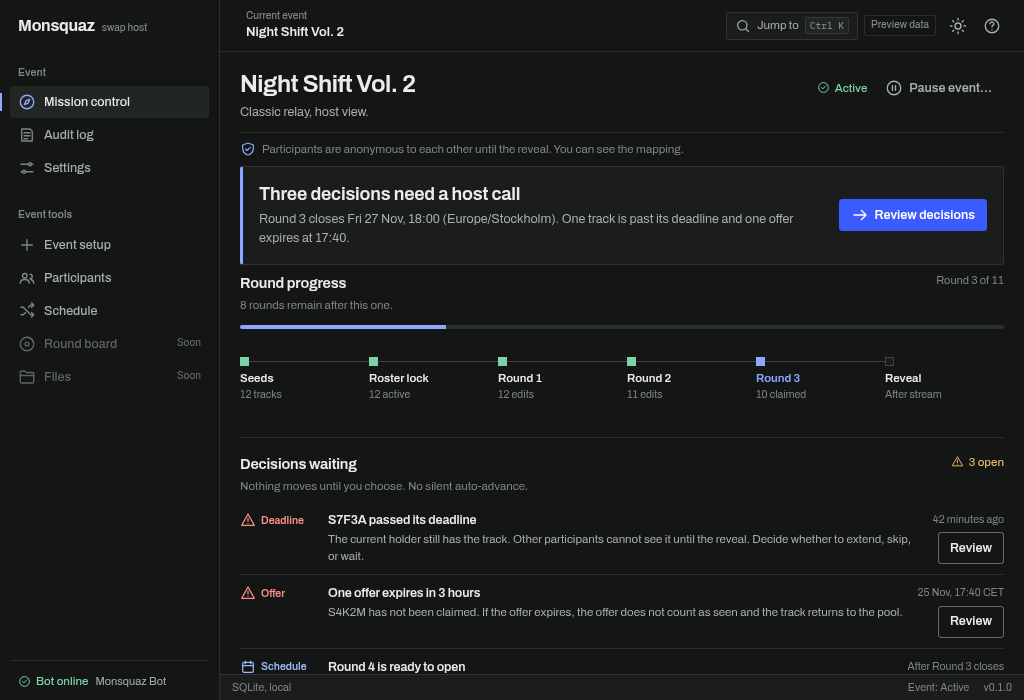 Monsquaz swap host
Event
Mission control
Audit log
Settings
Event tools
Event setup
Participants
Schedule
Round board Soon
Files Soon
Bot online Monsquaz Bot
Current event
Night Shift Vol. 2
Jump to Ctrl K
Preview data
Night Shift Vol. 2
Classic relay, host view.
Active
Pause event...
Participants are anonymous to each other until the reveal. You can see the mapping.
Three decisions need a host call
Round 3 closes Fri 27 Nov, 18:00 (Europe/Stockholm). One track is past its deadline and one offer
expires at 17:40.
Review decisions
Round progress
Round 3 of 11
8 rounds remain after this one.
Seeds
12 tracks
Roster lock
12 active
Round 1
12 edits
Round 2
11 edits
Round 3
10 claimed
Reveal
After stream
Decisions waiting
3 open
Nothing moves until you choose. No silent auto-advance.
Deadline
S7F3A passed its deadline
42 minutes ago
The current holder still has the track. Other participants cannot see it until the reveal. Decide whether to extend, skip,
or wait.
Review
Offer
One offer expires in 3 hours
25 Nov, 17:40 CET
S4K2M has not been claimed. If the offer expires, the offer does not count as seen and the track returns to the pool.
Review
Schedule
Round 4 is ready to open
After Round 3 closes
SQLite, local
Event: Active
v0.1.0